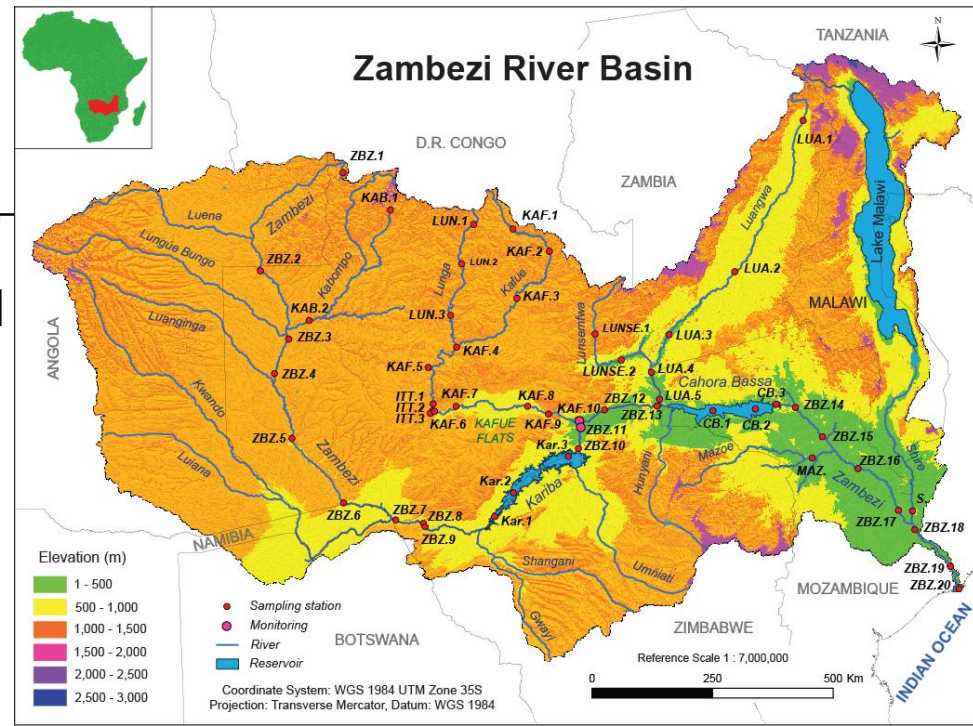 Zambezi River Basin
N
TANZANIA
D.R. CONGO
ZAMBIA
ANGOLA
NAMIBIA
BOTSWANA
ZIMBABWE
MOZAMBIQUE
MALAWI
INDIAN OCEAN
Lake Malawi
Luena
Zambezi
Lungue Bungo
Luanginga
Kwando
Luiana
Kabompo
Lunga
Kafue
Lunsemfwa
Luangwa
Zambezi
KAFUE
FLATS
Kariba
Cahora Bassa
Hunyani
Mazoe
Zambezi
Shire
Shangani
Umniati
Gwayi
ZBZ.1
KAB.1
LUN.1
KAF.1
LUA.1
KAF.2
LUN.2
ZBZ.2
LUA.2
KAF.3
KAB.2
LUN.3
ZBZ.3
KAF.4
LUNSE.1
LUA.3
LUNSE.2
KAF.5
LUA.4
ZBZ.4
ITT.1
ITT.2
ITT.3
KAF.6
KAF.7
KAF.8
KAF.9
KAF.10
ZBZ.11
ZBZ.12
ZBZ.13
LUA.5
CB.1
CB.2
CB.3
ZBZ.14
ZBZ.15
ZBZ.5
ZBZ.10
Kar.3
Kar.2
Kar.1
MAZ.
ZBZ.16
ZBZ.6
ZBZ.7
ZBZ.8
ZBZ.9
ZBZ.17
S.
ZBZ.18
ZBZ.19
ZBZ.20
Elevation (m)
1 - 500
500 - 1,000
1,000 - 1,500
1,500 - 2,000
2,000 - 2,500
2,500 - 3,000
Sampling station
Monitoring
River
Reservoir
Coordinate System: WGS 1984 UTM Zone 35S
Projection: Transverse Mercator, Datum: WGS 1984
Reference Scale 1 : 7,000,000
0 250 500 Km